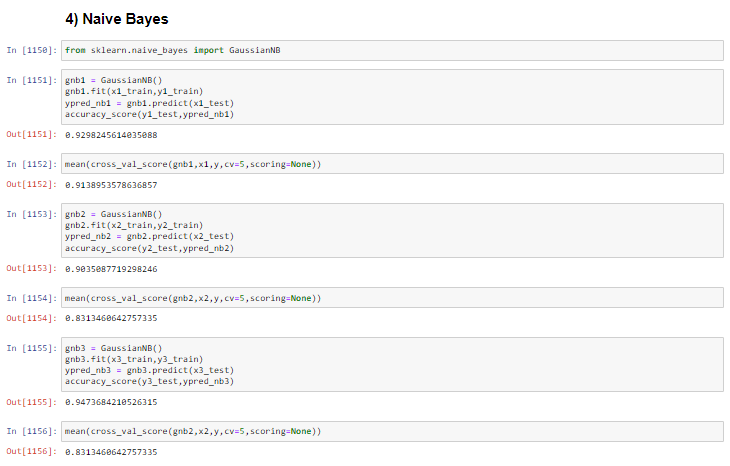 4) Naive Bayes
In [1150]: from sklearn.naive_bayes import GaussianNB
In [1151]: gnb1 = GaussianNB()
gnb1.fit(x1_train,y1_train)
ypred_nb1 = gnb1.predict(x1_test)
accuracy_score(y1_test,ypred_nb1)
Out[1151]: 0.9298245614035088
In [1152]: mean(cross_val_score(gnb1,x1,y,cv=5,scoring=None))
Out[1152]: 0.9138953578636857
In [1153]: gnb2 = GaussianNB()
gnb2.fit(x2_train,y2_train)
ypred_nb2 = gnb2.predict(x2_test)
accuracy_score(y2_test,ypred_nb2)
Out[1153]: 0.9035087719298246
In [1154]: mean(cross_val_score(gnb2,x2,y,cv=5,scoring=None))
Out[1154]: 0.8313460642757335
In [1155]: gnb3 = GaussianNB()
gnb3.fit(x3_train,y3_train)
ypred_nb3 = gnb3.predict(x3_test)
accuracy_score(y3_test,ypred_nb3)
Out[1155]: 0.9473684210526315
In [1156]: mean(cross_val_score(gnb2,x2,y,cv=5,scoring=None))
Out[1156]: 0.8313460642757335